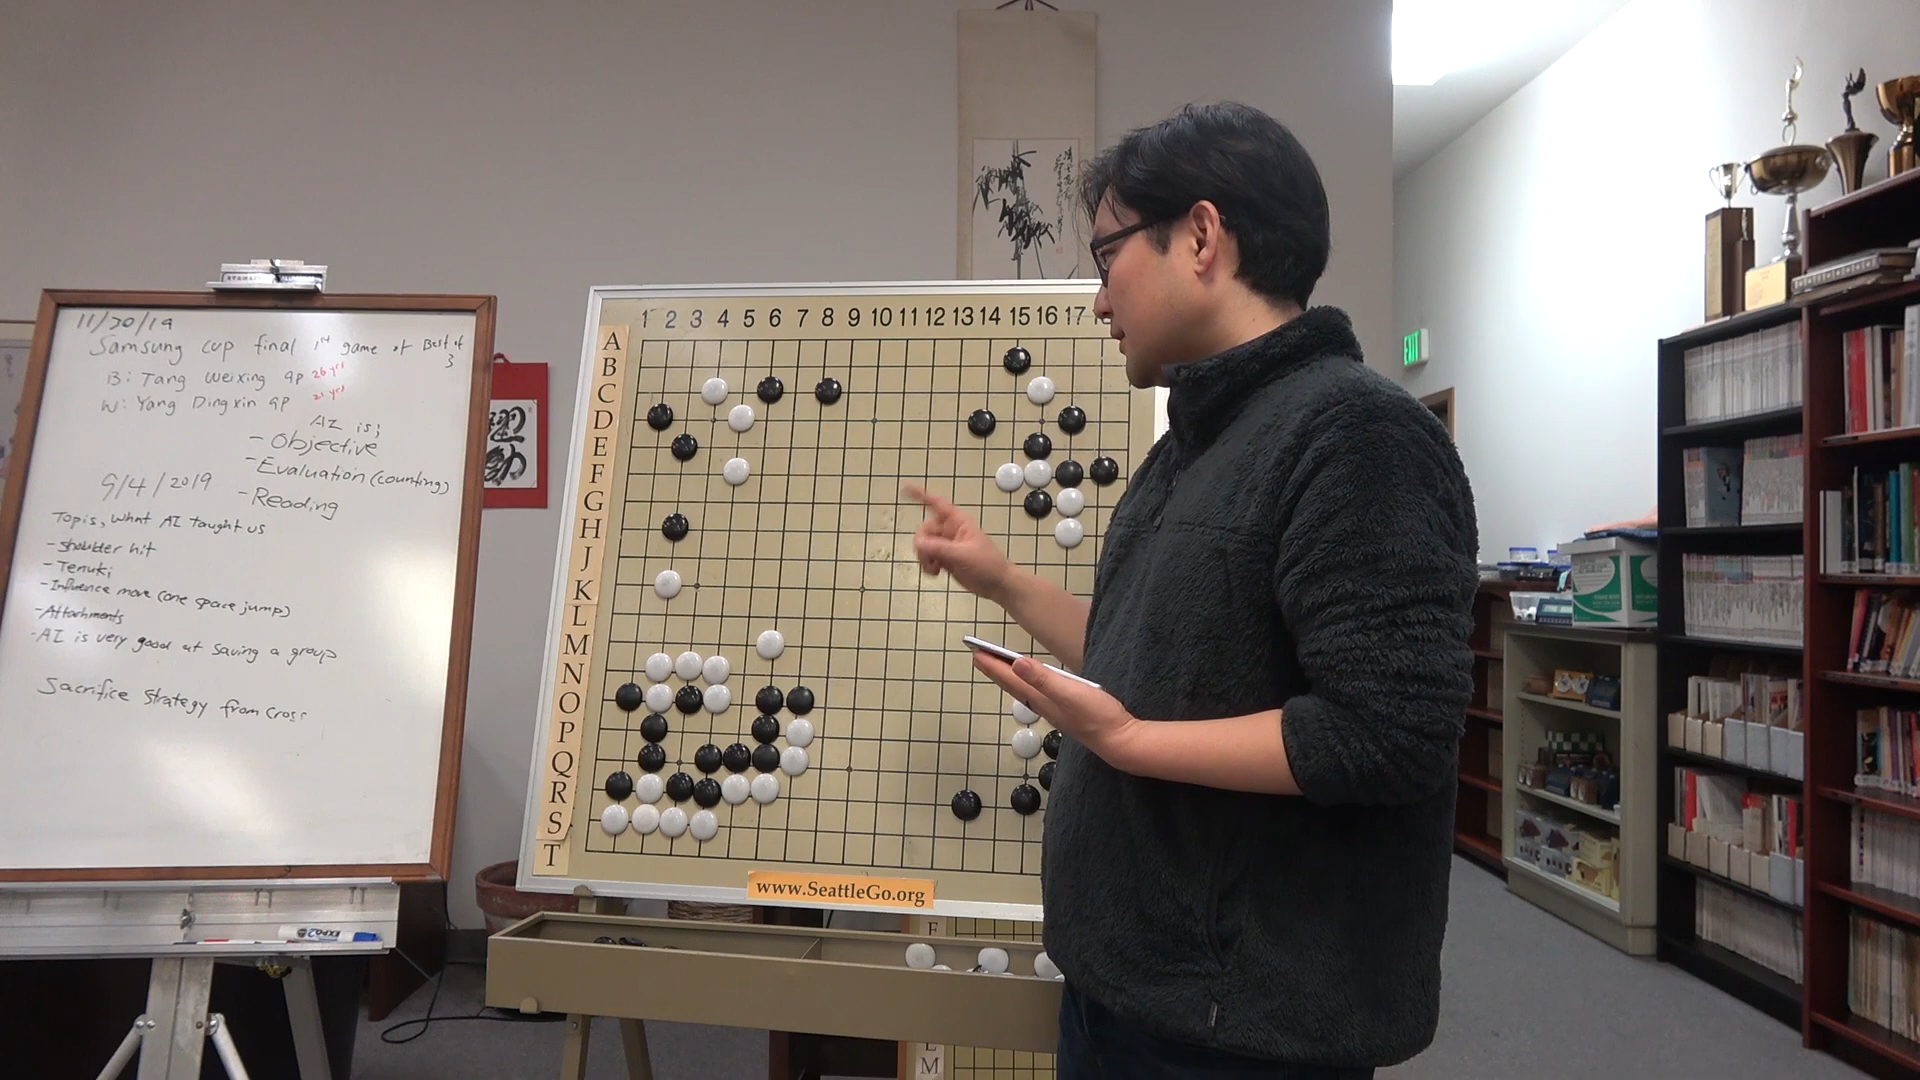 11/30/19
Samsung cup final 1st game of Best of 3
B: Tang Weixing 9p 26 yrs
W: Yang Dingxin 9p 21 yrs
AI is;
- Objective
- Evaluation (counting)
- Reading
9/4/2019
Topis, what AI taught us
- Shoulder hit
- Tenuki
- Influence move (one space jump)
- Attachments
- AI is very good at saving a group
Sacrifice strategy from cross
1 2 3 4 5 6 7 8 9 10 11 12 13 14 15 16 17
A
B
C
D
E
F
G
H
J
K
L
M
N
O
P
Q
R
S
T
www.SeattleGo.org
EXPO2
EXIT
F
L
M